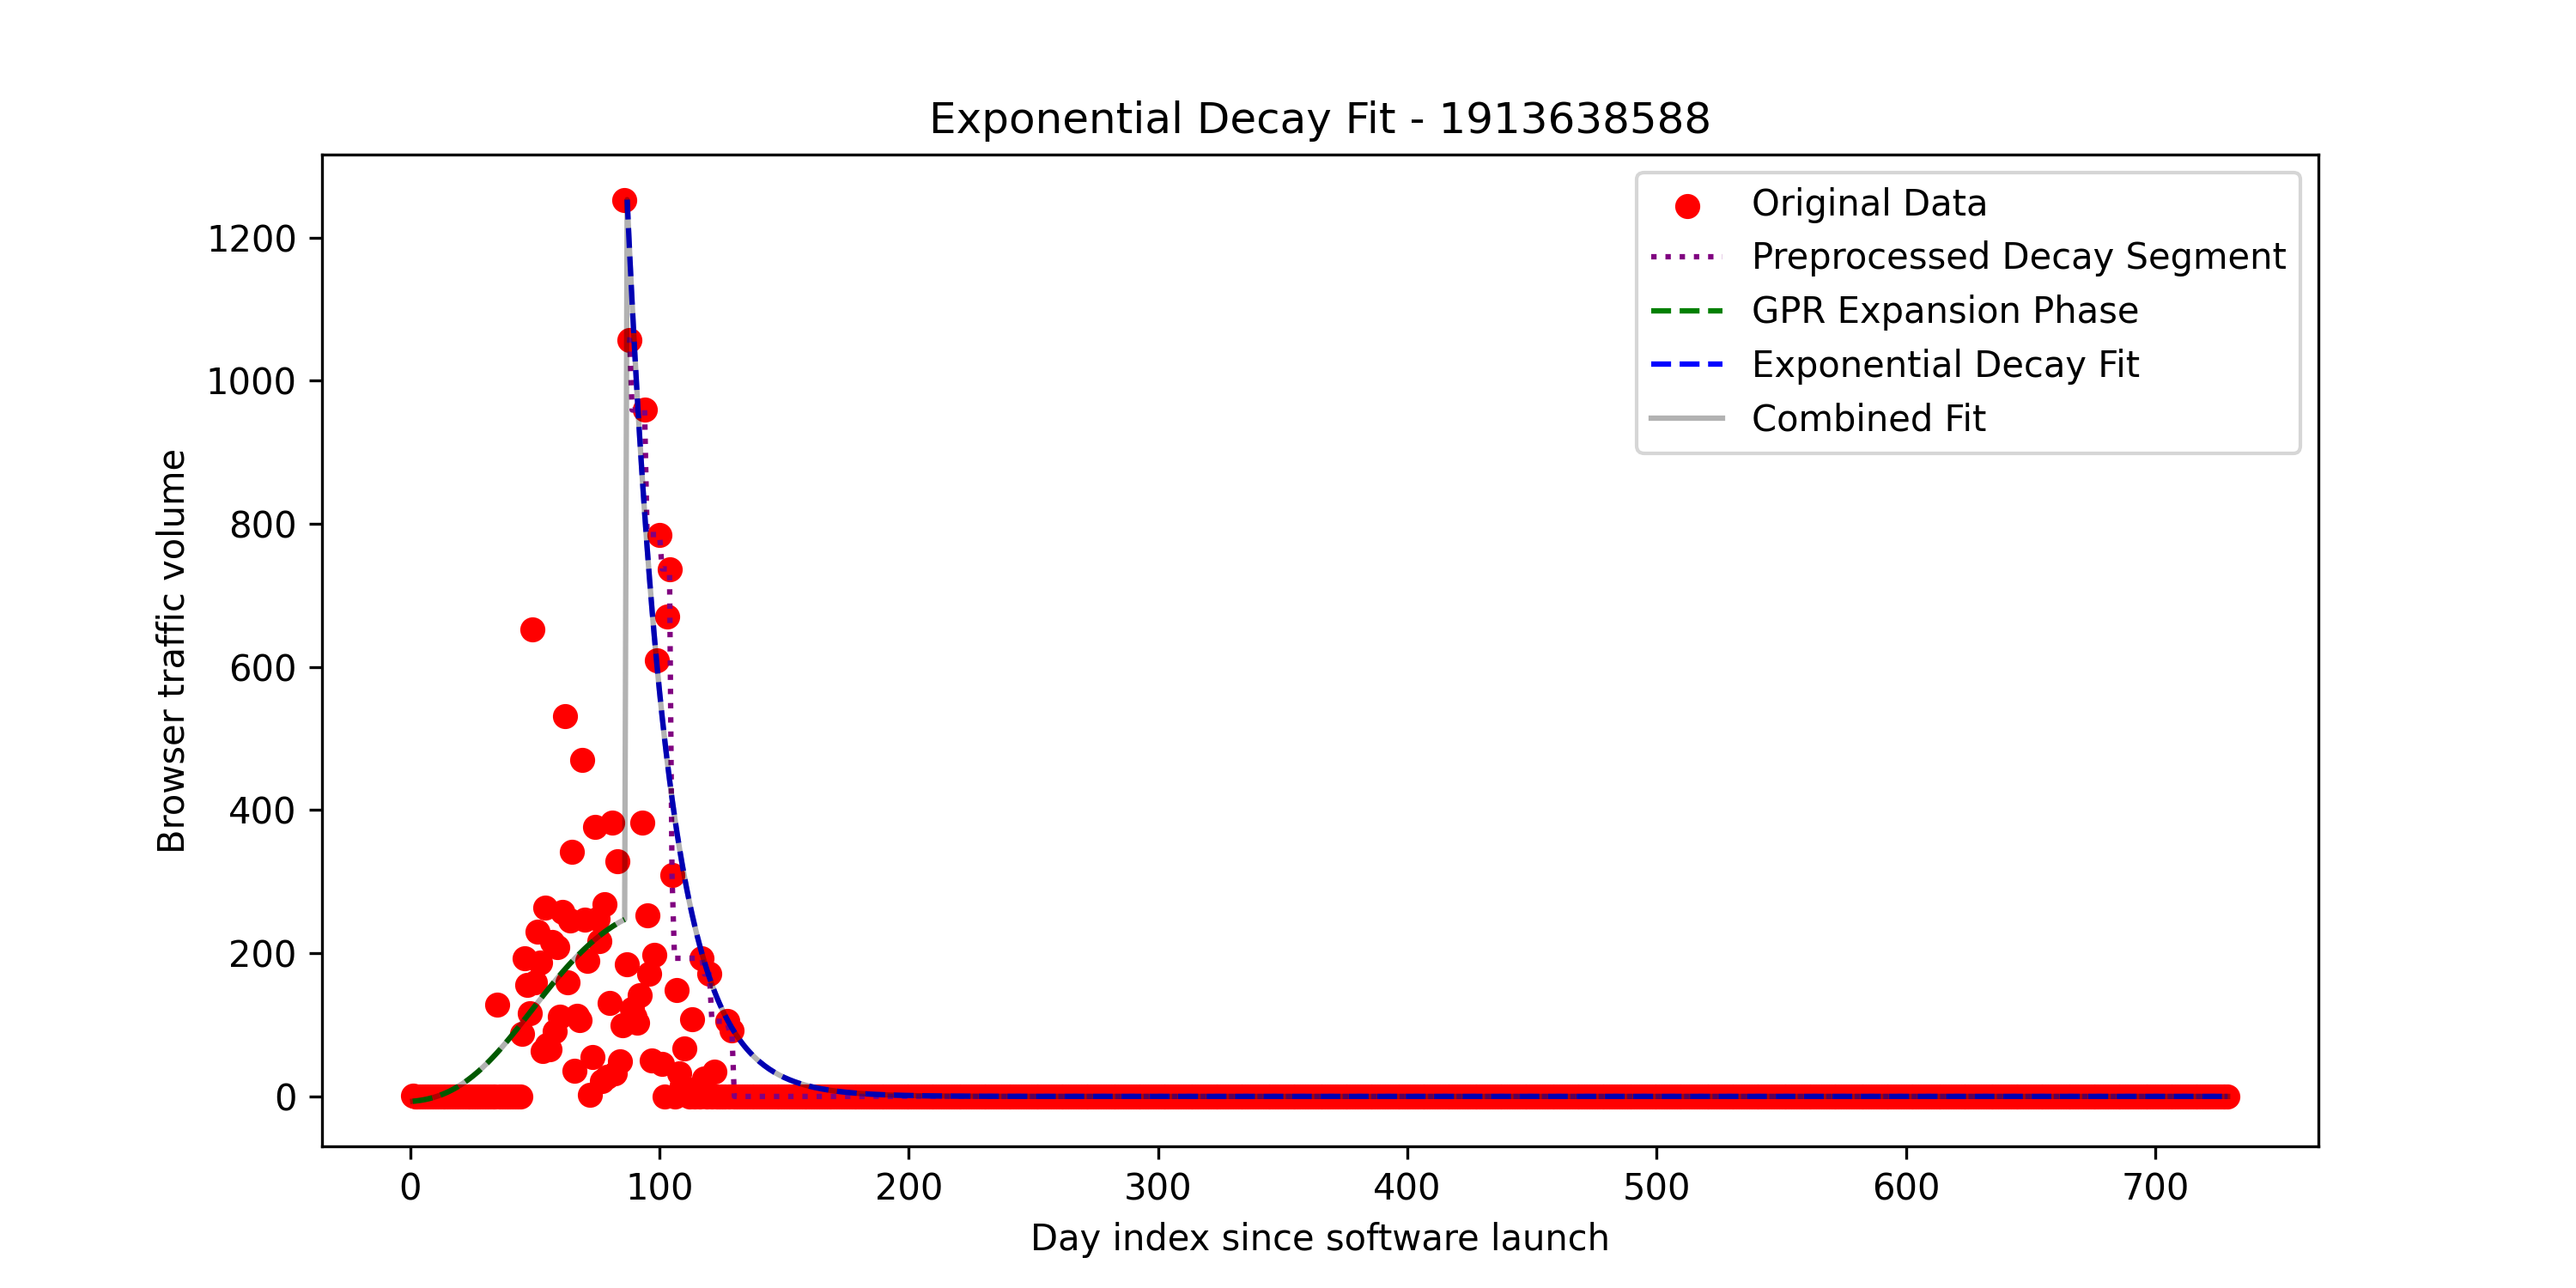 Exponential Decay Fit - 1913638588
Original Data
Preprocessed Decay Segment
GPR Expansion Phase
Exponential Decay Fit
Combined Fit
Browser traffic volume
1200
1000
800
600
400
200
0
0 100 200 300 400 500 600 700
Day index since software launch